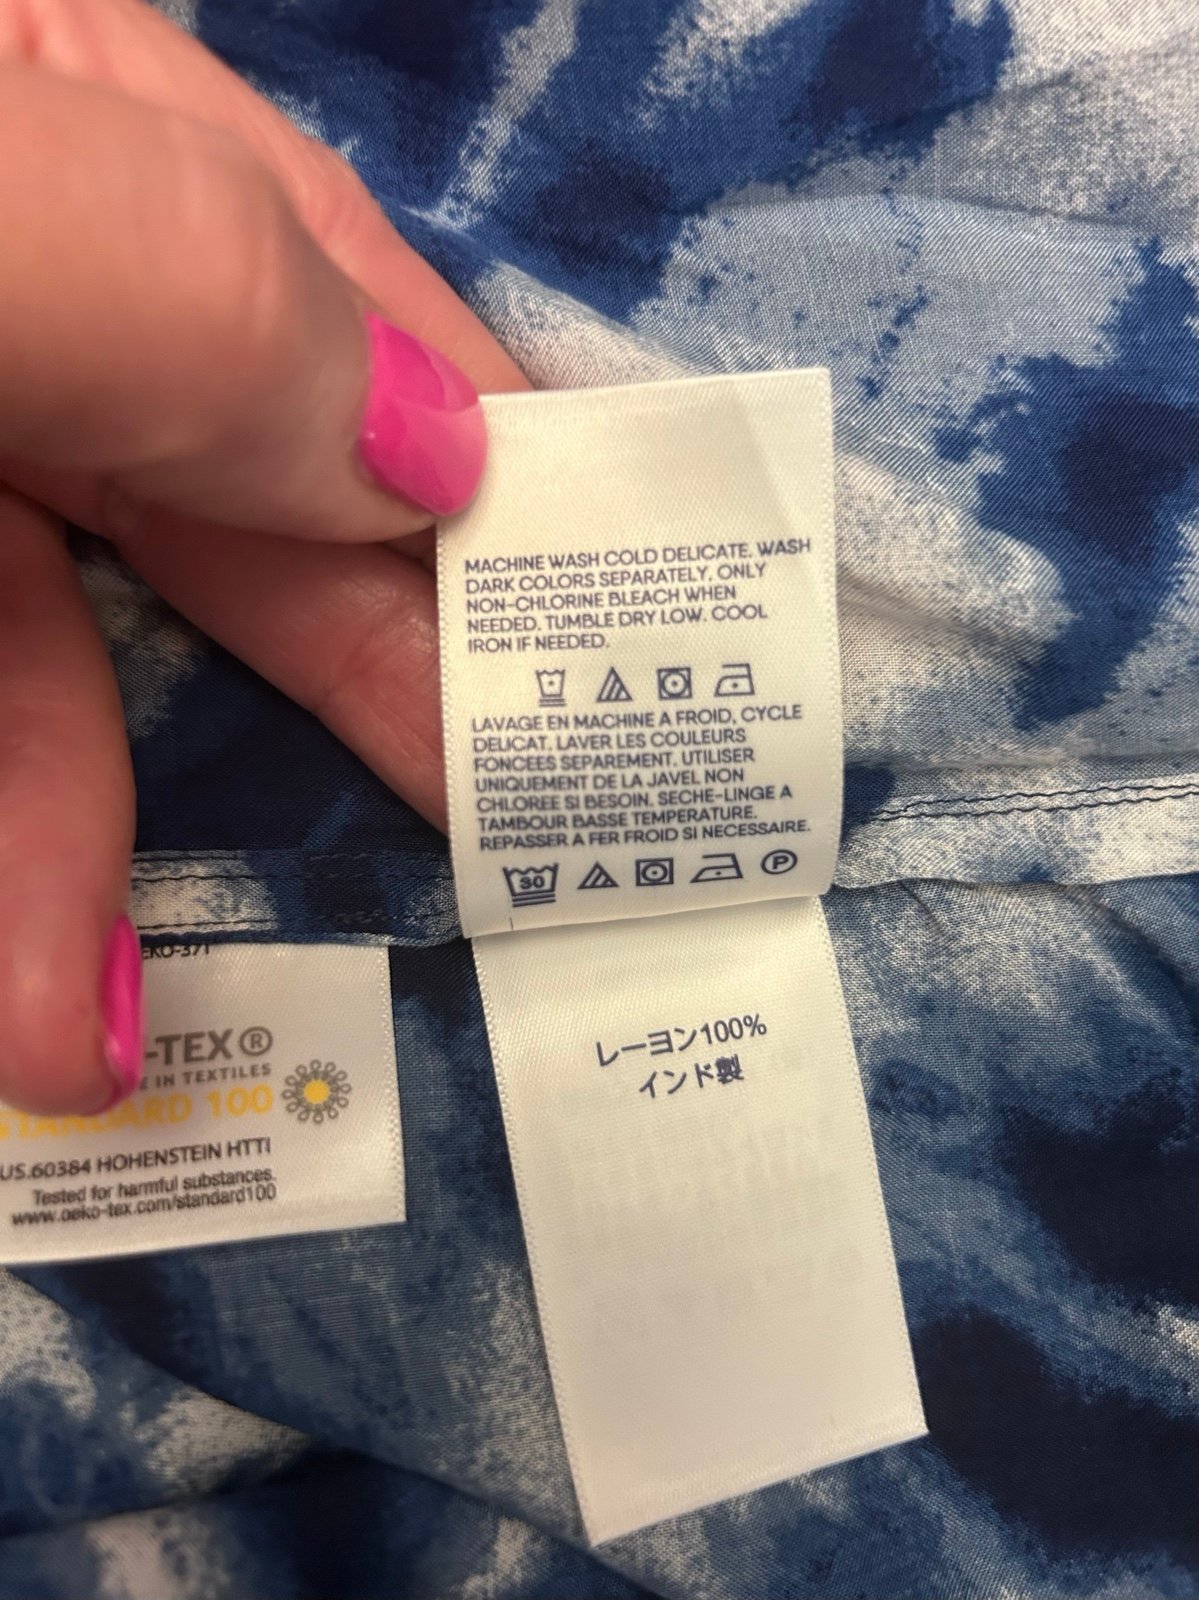 MACHINE WASH COLD DELICATE. WASH
DARK COLORS SEPARATELY. ONLY
NON-CHLORINE BLEACH WHEN
NEEDED. TUMBLE DRY LOW. COOL
IRON IF NEEDED.
LAVAGE EN MACHINE A FROID, CYCLE
DELICAT. LAVER LES COULEURS
FONCEES SEPAREMENT. UTILISER
UNIQUEMENT DE LA JAVEL NON
CHLOREE SI BESOIN. SECHE-LINGE A
TAMBOUR BASSE TEMPERATURE.
REPASSER A FER FROID SI NECESSAIRE.
30 P
EKO-371
-TEX®
E IN TEXTILES
STANDARD 100
US.60384 HOHENSTEIN HTTI
Tested for harmful substances.
www.oeko-tex.com/standard100
レーヨン100%
インド製